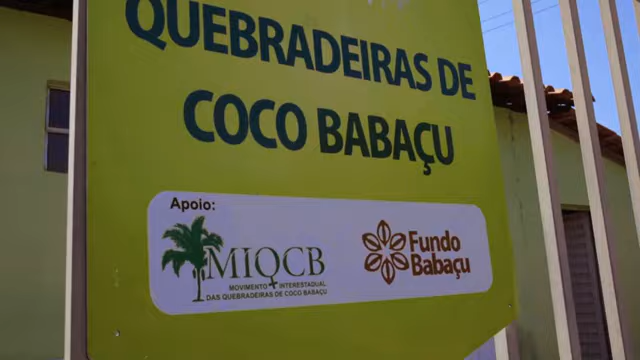 QUEBRADEIRAS DE
COCO BABAÇU
Apoio:
MIQCB
MOVIMENTO INTERESTADUAL
DAS QUEBRADEIRAS DE COCO BABAÇU
Fundo
Babaçu